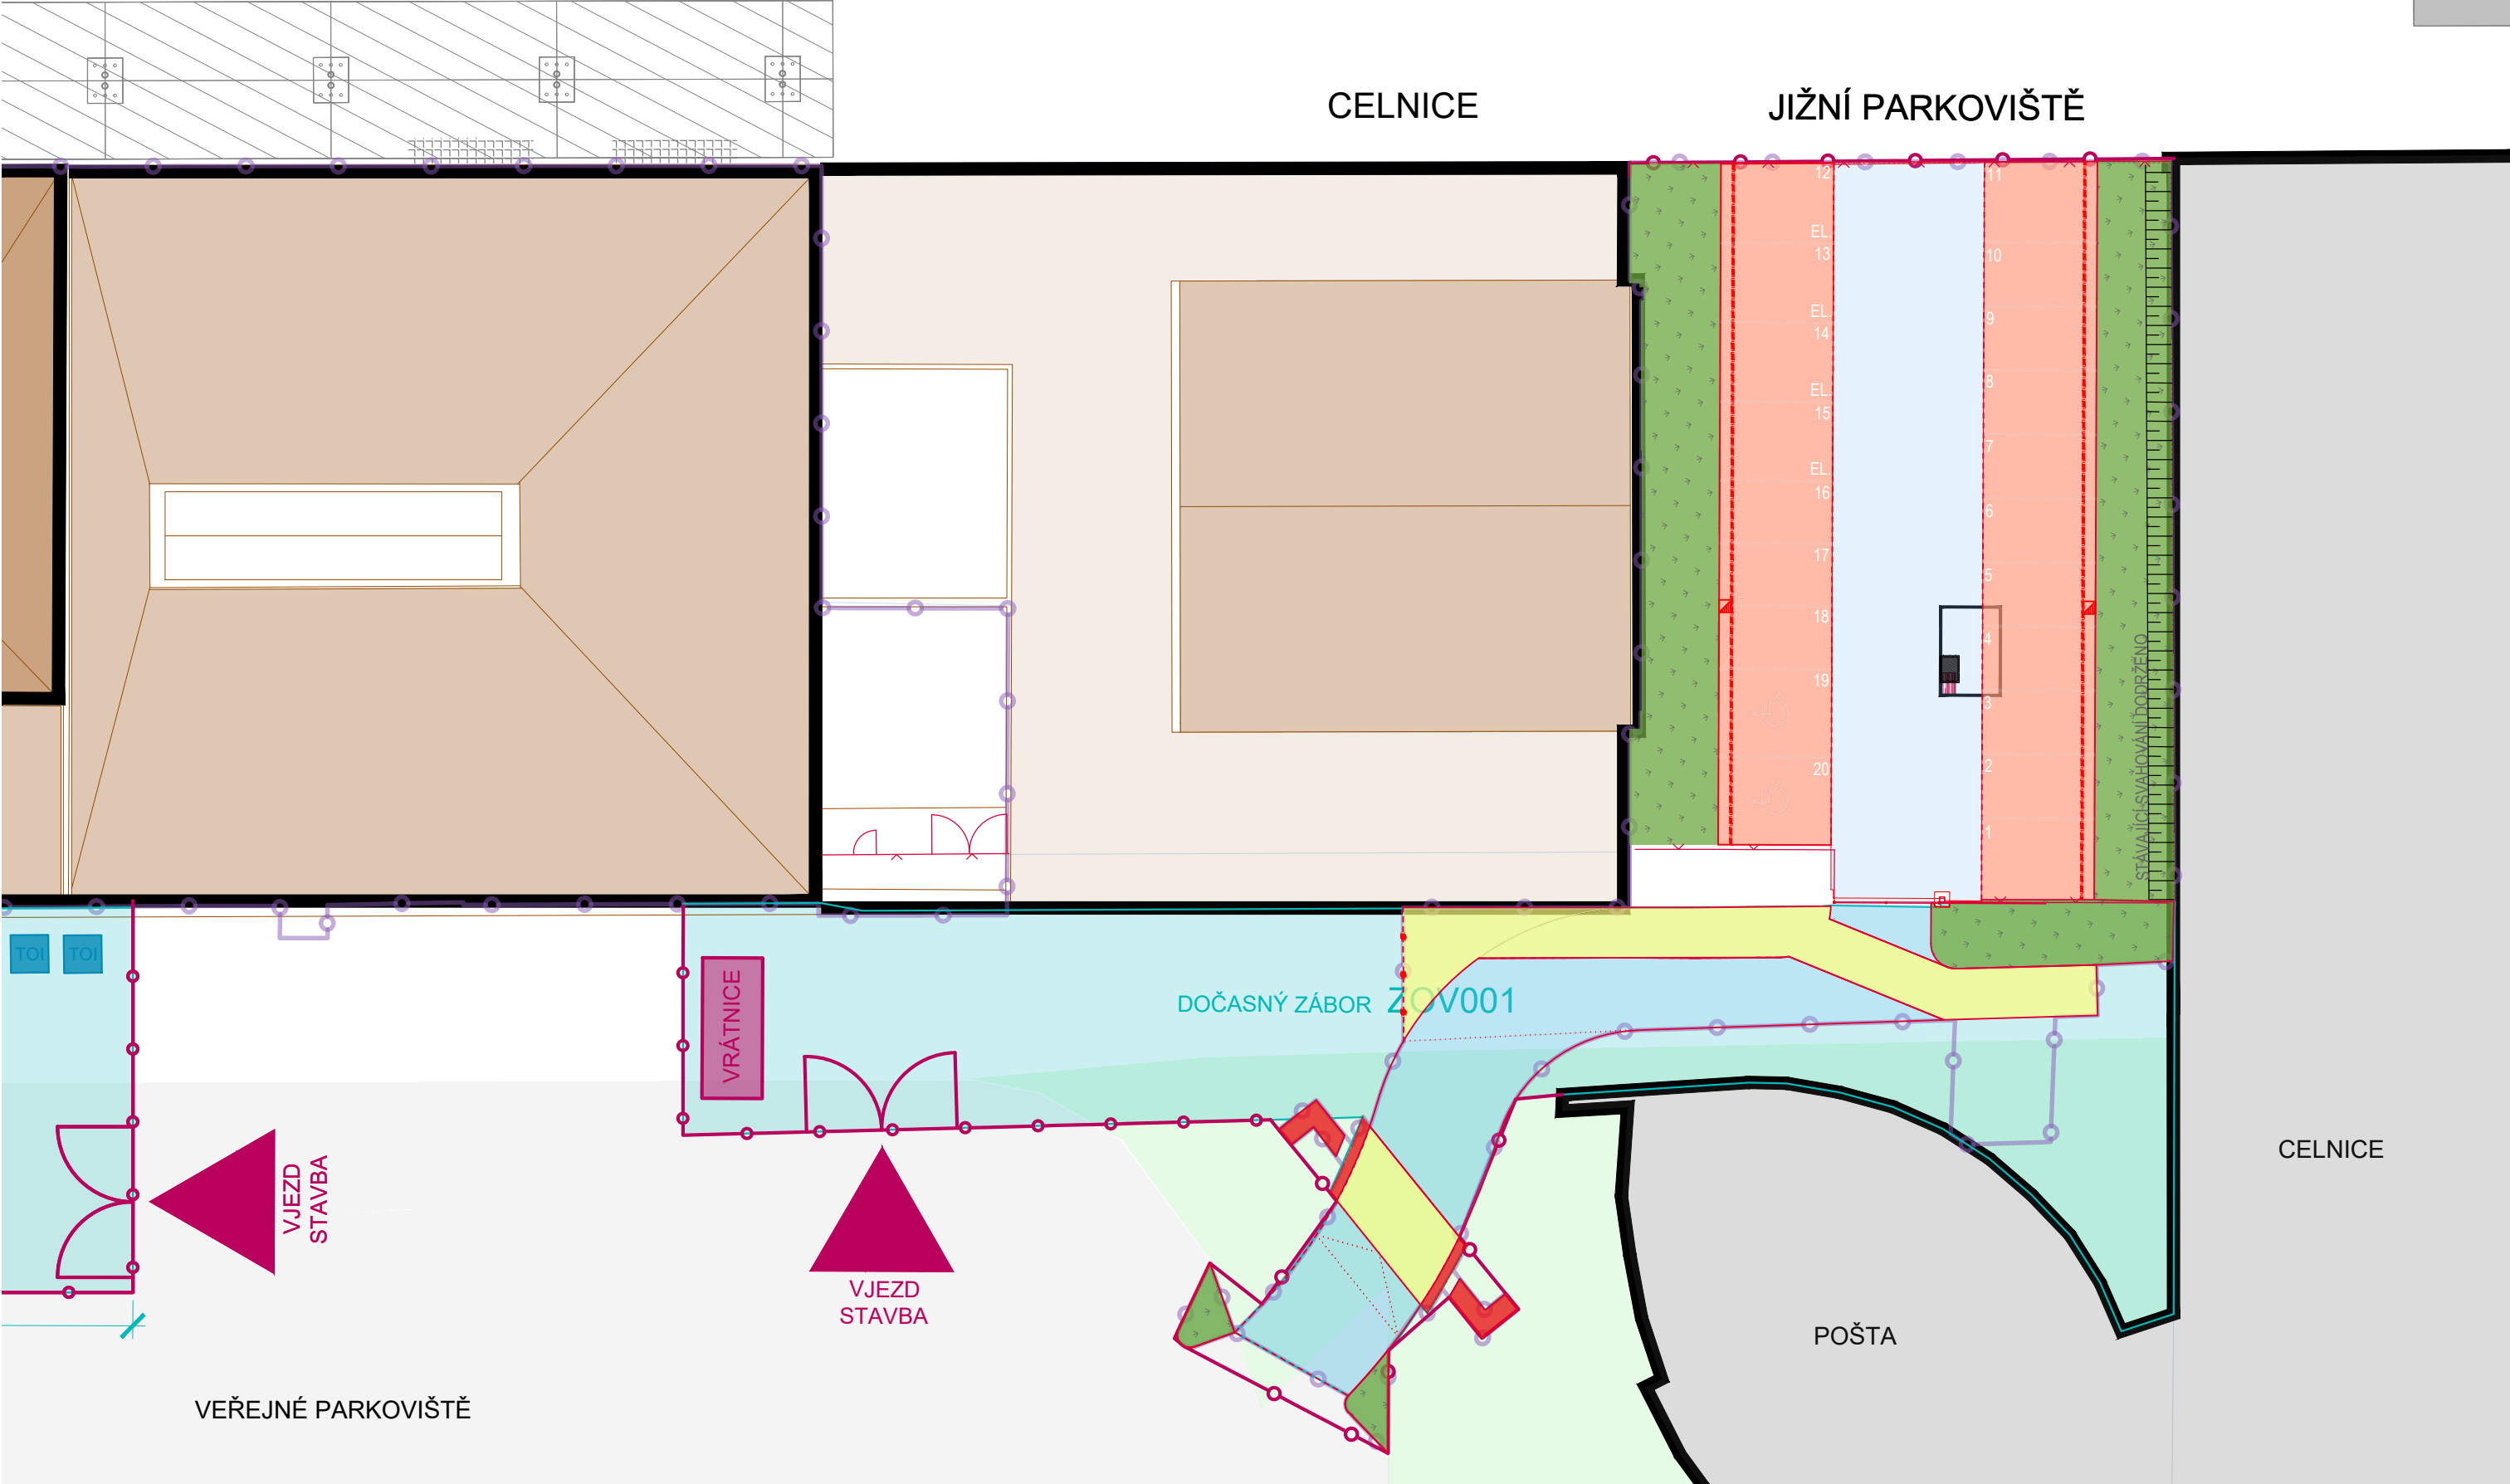 CELNICE
JIŽNÍ PARKOVIŠTĚ
12
11
EL.
13
10
EL.
14
9
8
EL.
15
7
EL.
16
6
17
5
18
4
19
3
20
2
1
STÁVAJÍCÍ SVAHOVÁNÍ DODRŽENO
TOI
TOI
VRÁTNICE
DOČASNÝ ZÁBOR ZOV001
VJEZD
STAVBA
VJEZD
STAVBA
CELNICE
POŠTA
VEŘEJNÉ PARKOVIŠTĚ